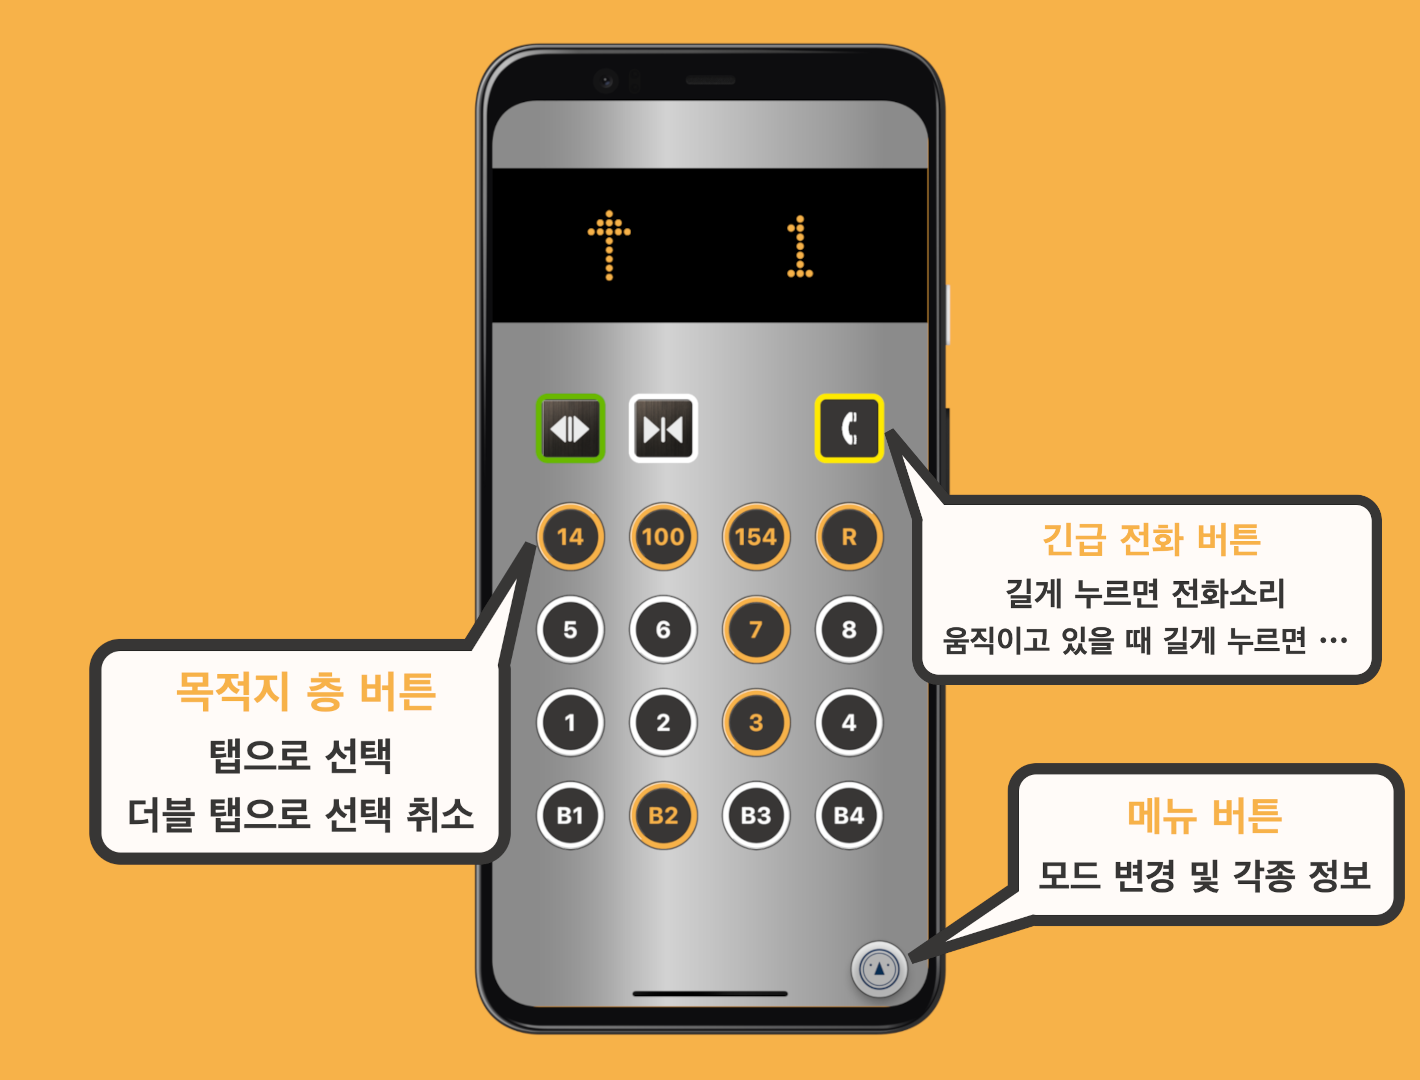 1
14 100 154 R
5 6 7 8
1 2 3 4
B1 B2 B3 B4
긴급 전화 버튼
길게 누르면 전화소리
움직이고 있을 때 길게 누르면 …
목적지 층 버튼
탭으로 선택
더블 탭으로 선택 취소
메뉴 버튼
모드 변경 및 각종 정보